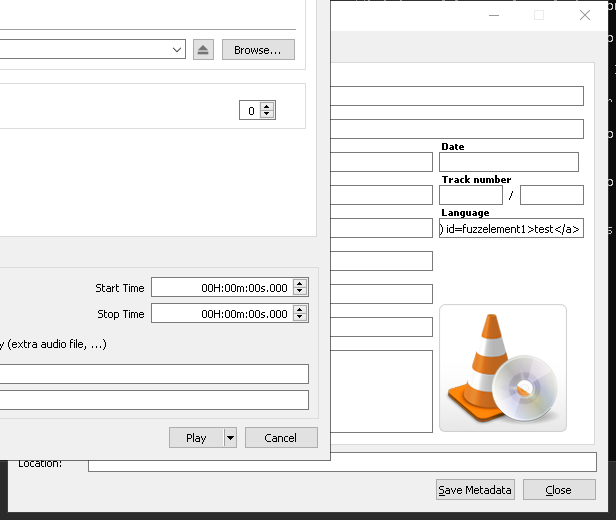 Browse...
0
Date
Track number
/
Language
) id=fuzzelement1>test</a>
Start Time 00H:00m:00s.000
Stop Time 00H:00m:00s.000
y (extra audio file, ...)
Play Cancel
Location:
Save Metadata Close